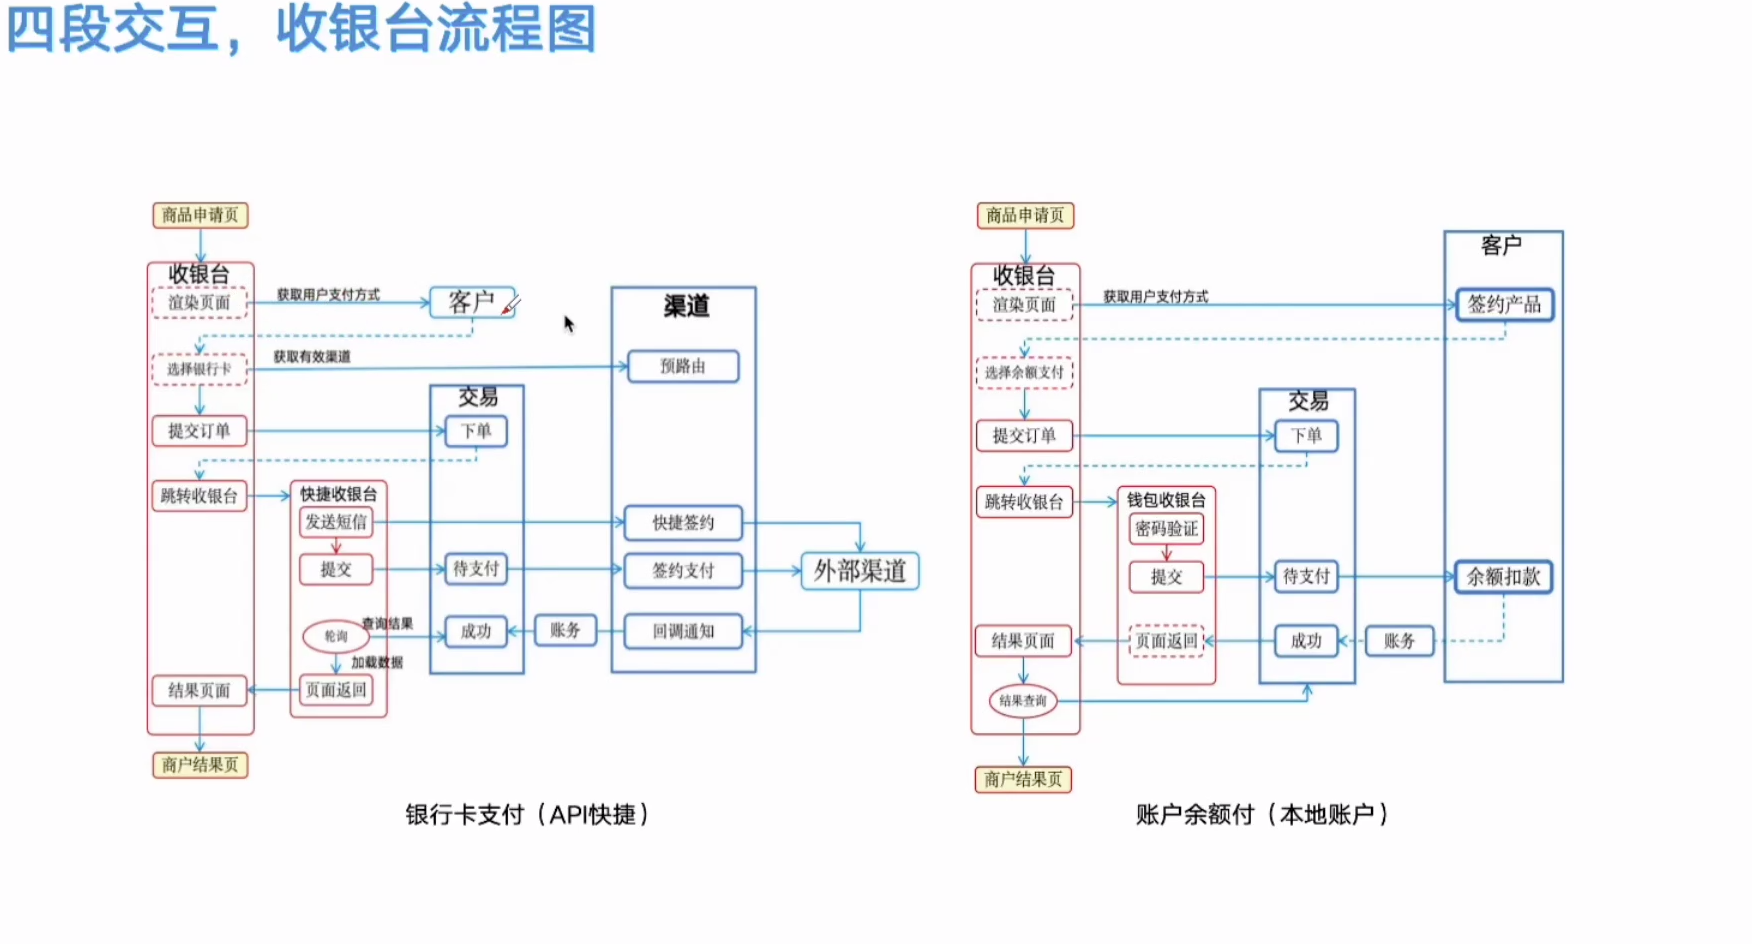 四段交互，收银台流程图
商品申请页
收银台
渲染页面
获取用户支付方式
客户
渠道
选择银行卡
获取有效渠道
预路由
交易
提交订单
下单
跳转收银台
快捷收银台
发送短信
快捷签约
提交
待支付
签约支付
外部渠道
轮询
查询结果
成功
账务
回调通知
加载数据
结果页面
页面返回
商户结果页
银行卡支付（API快捷）
商品申请页
客户
收银台
渲染页面
获取用户支付方式
签约产品
选择余额支付
交易
提交订单
下单
跳转收银台
钱包收银台
密码验证
提交
待支付
余额扣款
结果页面
页面返回
成功
账务
结果查询
商户结果页
账户余额付（本地账户）